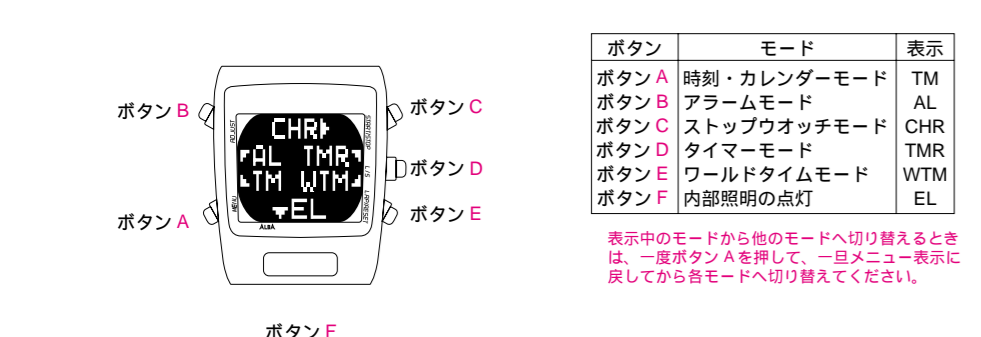 ボタン B
ボタン A
ボタン C
ボタン D
ボタン E
ボタン F
ADJUST
MENU
START/STOP
L/S
LAP/RESET
CHR
AL TMR
TM WTM
EL
ALBA
ボタン モード 表示
ボタン A 時刻・カレンダーモード TM
ボタン B アラームモード AL
ボタン C ストップウオッチモード CHR
ボタン D タイマーモード TMR
ボタン E ワールドタイムモード WTM
ボタン F 内部照明の点灯 EL
表示中のモードから他のモードへ切り替えるとき
は、一度ボタン A を押して、一旦メニュー表示に
戻してから各モードへ切り替えてください。